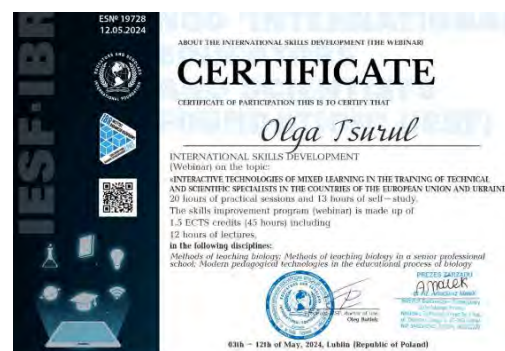 ESNº 19728
12.05.2024
IESF-IBR
ABOUT THE INTERNATIONAL SKILLS DEVELOPMENT (THE WEBINAR)
CERTIFICATE
CERTIFICATE OF PARTICIPATION THIS IS TO CERTIFY THAT
Olga Tsurul
INTERNATIONAL SKILLS DEVELOPMENT
(Webinar) on the topic:
«INTERACTIVE TECHNOLOGIES OF MIXED LEARNING IN THE TRAINING OF TECHNICAL
AND SCIENTIFIC SPECIALISTS IN THE COUNTRIES OF THE EUROPEAN UNION AND UKRAINE
20 hours of practical sessions and 13 hours of self-study.
The skills improvement program (webinar) is made up of
1.5 ECTS credits (45 hours) including
12 hours of lectures,
in the following disciplines:
Methods of teaching biology; Methods of teaching biology in a senior professional
school; Modern pedagogical technologies in the educational process of biology
PREZES ZARZĄDU
03th - 12th of May, 2024, Lublin (Republic of Poland)